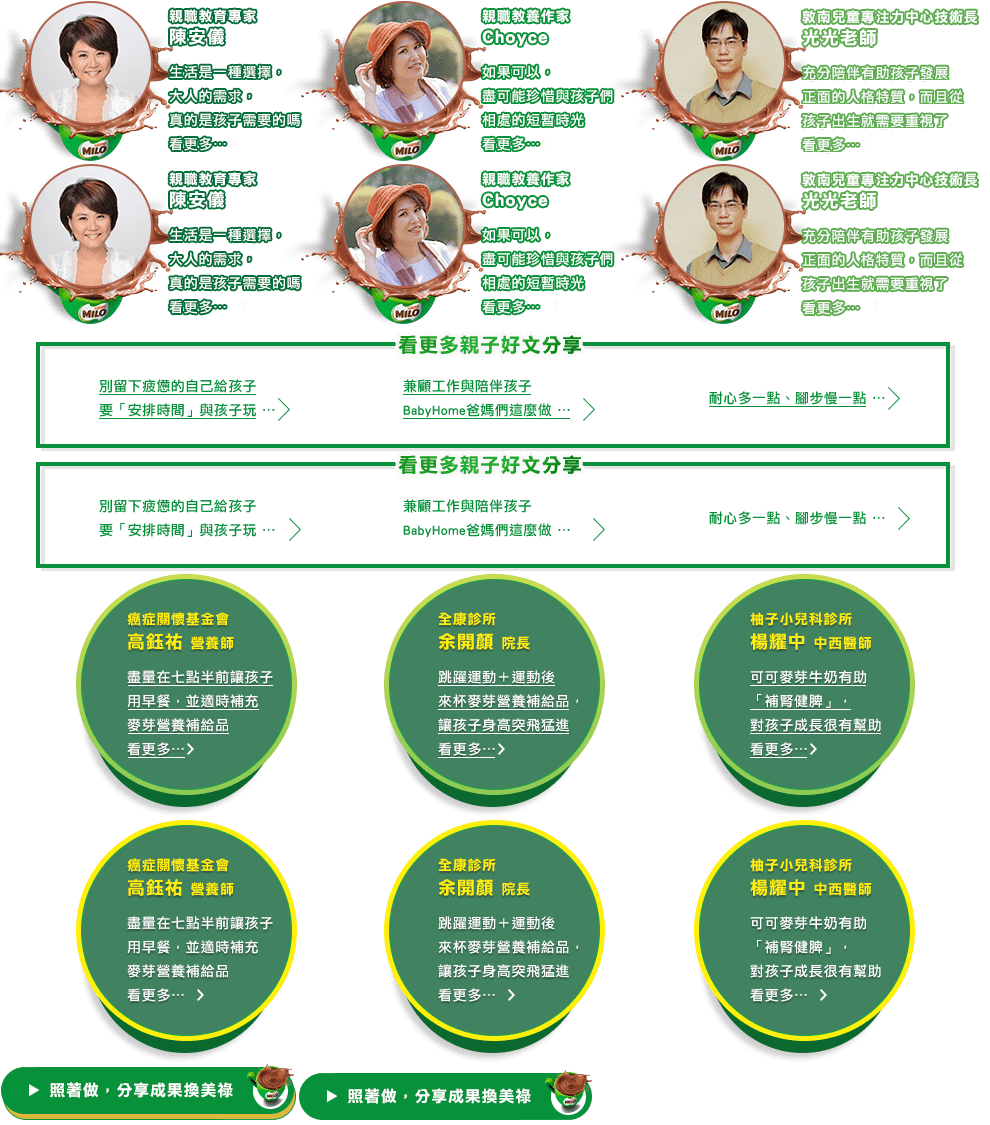 親職教育專家
陳安儀
生活是一種選擇，
大人的需求，
真的是孩子需要的嗎
看更多…
MILO
親職教養作家
Choyce
如果可以，
盡可能珍惜與孩子們
相處的短暫時光
看更多…
MILO
敦南兒童專注力中心技術長
光光老師
充分陪伴有助孩子發展
正面的人格特質，而且從
孩子出生就需要重視了
看更多…
MILO
親職教育專家
陳安儀
生活是一種選擇，
大人的需求，
真的是孩子需要的嗎
看更多…
MILO
親職教養作家
Choyce
如果可以，
盡可能珍惜與孩子們
相處的短暫時光
看更多…
MILO
敦南兒童專注力中心技術長
光光老師
充分陪伴有助孩子發展
正面的人格特質，而且從
孩子出生就需要重視了
看更多…
MILO
看更多親子好文分享
別留下疲憊的自己給孩子
要「安排時間」與孩子玩 …
兼顧工作與陪伴孩子
BabyHome爸媽們這麼做 …
耐心多一點、腳步慢一點 …
看更多親子好文分享
別留下疲憊的自己給孩子
要「安排時間」與孩子玩 …
兼顧工作與陪伴孩子
BabyHome爸媽們這麼做 …
耐心多一點、腳步慢一點 …
癌症關懷基金會
高鈺祐 營養師
盡量在七點半前讓孩子
用早餐，並適時補充
麥芽營養補給品
看更多…
全康診所
余開顏 院長
跳躍運動＋運動後
來杯麥芽營養補給品，
讓孩子身高突飛猛進
看更多…
柚子小兒科診所
楊耀中 中西醫師
可可麥芽牛奶有助
「補腎健脾」，
對孩子成長很有幫助
看更多…
癌症關懷基金會
高鈺祐 營養師
盡量在七點半前讓孩子
用早餐，並適時補充
麥芽營養補給品
看更多…
全康診所
余開顏 院長
跳躍運動＋運動後
來杯麥芽營養補給品，
讓孩子身高突飛猛進
看更多…
柚子小兒科診所
楊耀中 中西醫師
可可麥芽牛奶有助
「補腎健脾」，
對孩子成長很有幫助
看更多…
照著做，分享成果換美祿
照著做，分享成果換美祿